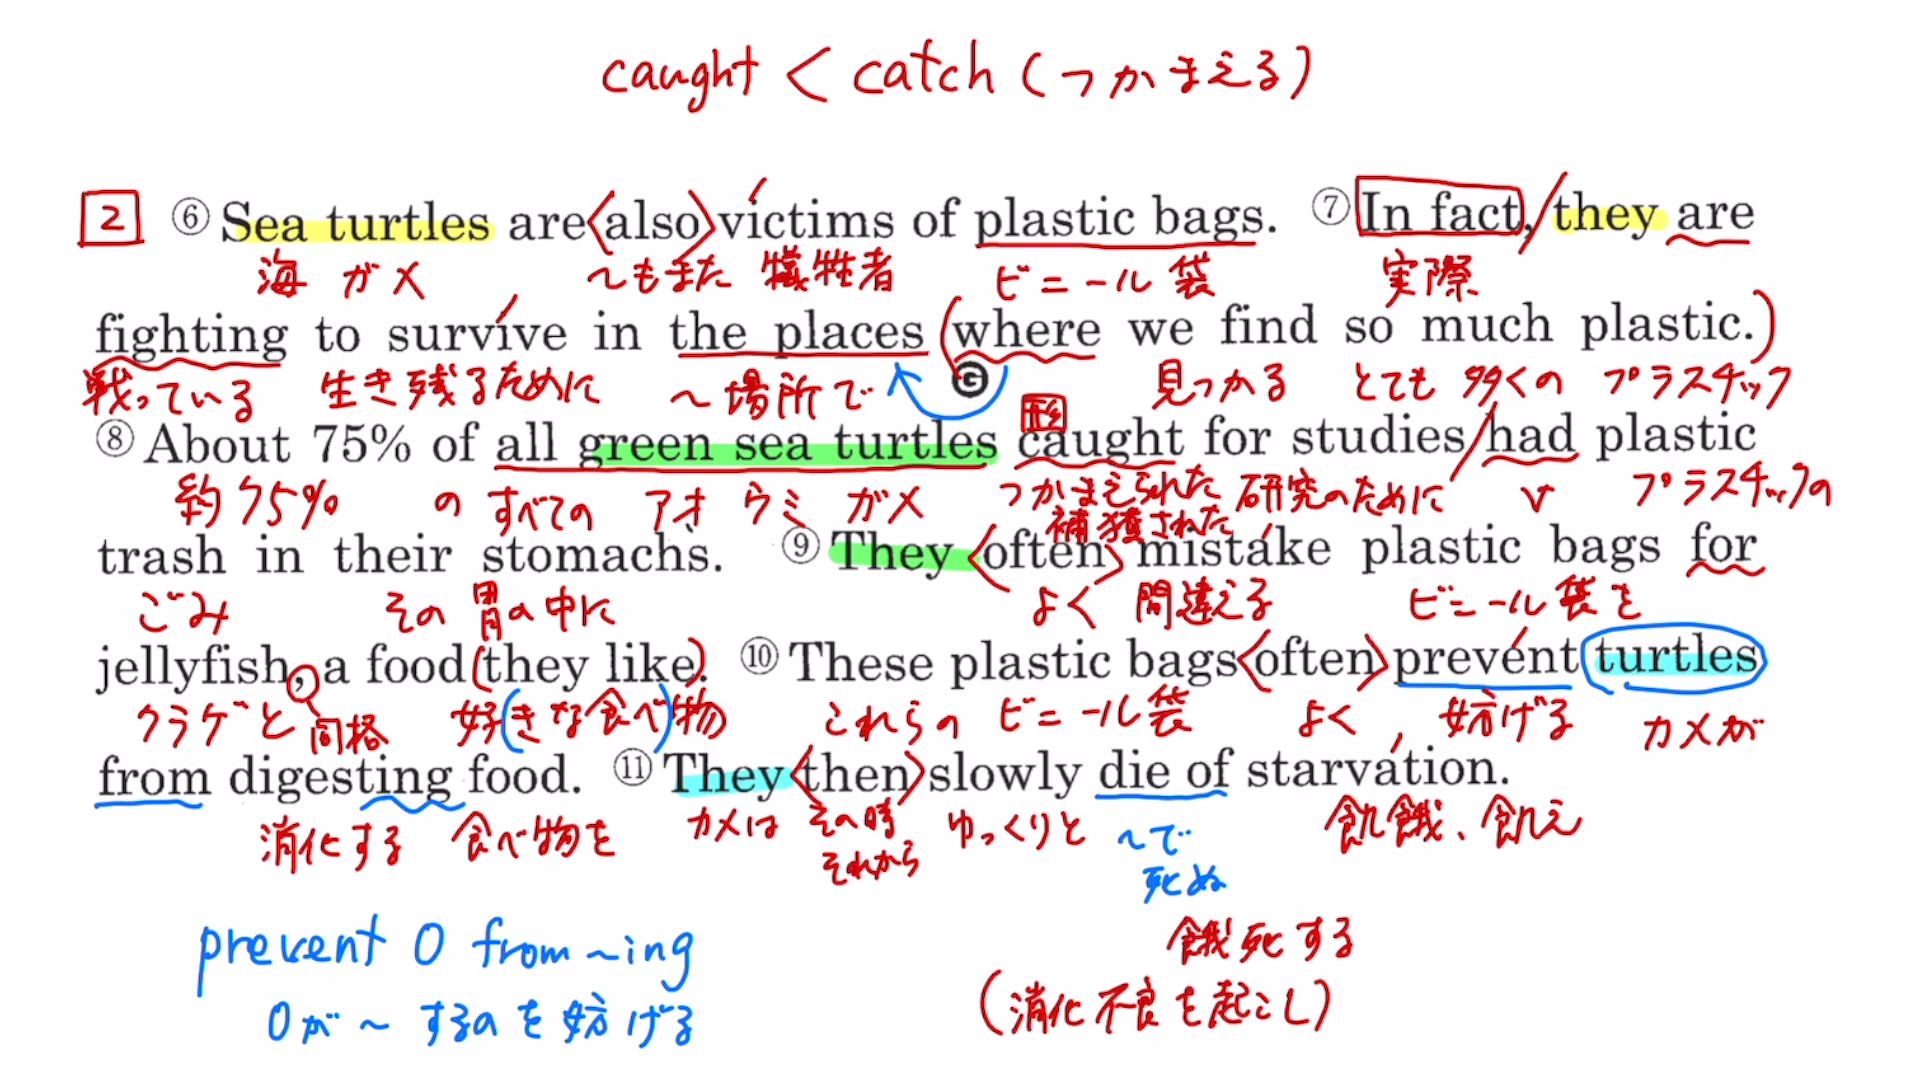 caught < catch (つかまえる)
2 ⑥ Sea turtles are〈also〉victims of plastic bags. ⑦ In fact, / they are
海ガメ 〜もまた 犠牲者 ビニール袋 実際
fighting to survive in the places (where we find so much plastic.)
戦っている 生き残るために 〜場所で G 見つかる とても 多くの プラスチック
形
⑧ About 75% of all green sea turtles caught for studies / had plastic
約75% の すべての アオ ウミ ガメ つかまえられた 研究のために V プラスチックの
補獲された
trash in their stomachs. ⑨ They〈often〉mistake plastic bags for
ごみ その 胃の中に よく 間違える ビニール袋を
jellyfish, a food (they like). ⑩ These plastic bags〈often〉prevent turtles
クラゲと 同格 好(きな食べ)物 これらの ビニール袋 よく 妨げる カメが
from digesting food. ⑪ They〈then〉slowly die of starvation.
消化する 食べ物を カメは その時 ゆっくりと 〜で 飢餓、飢え
それから 死ぬ
prevent O from 〜ing 餓死する
Oが〜するのを妨げる (消化不良を起こし)